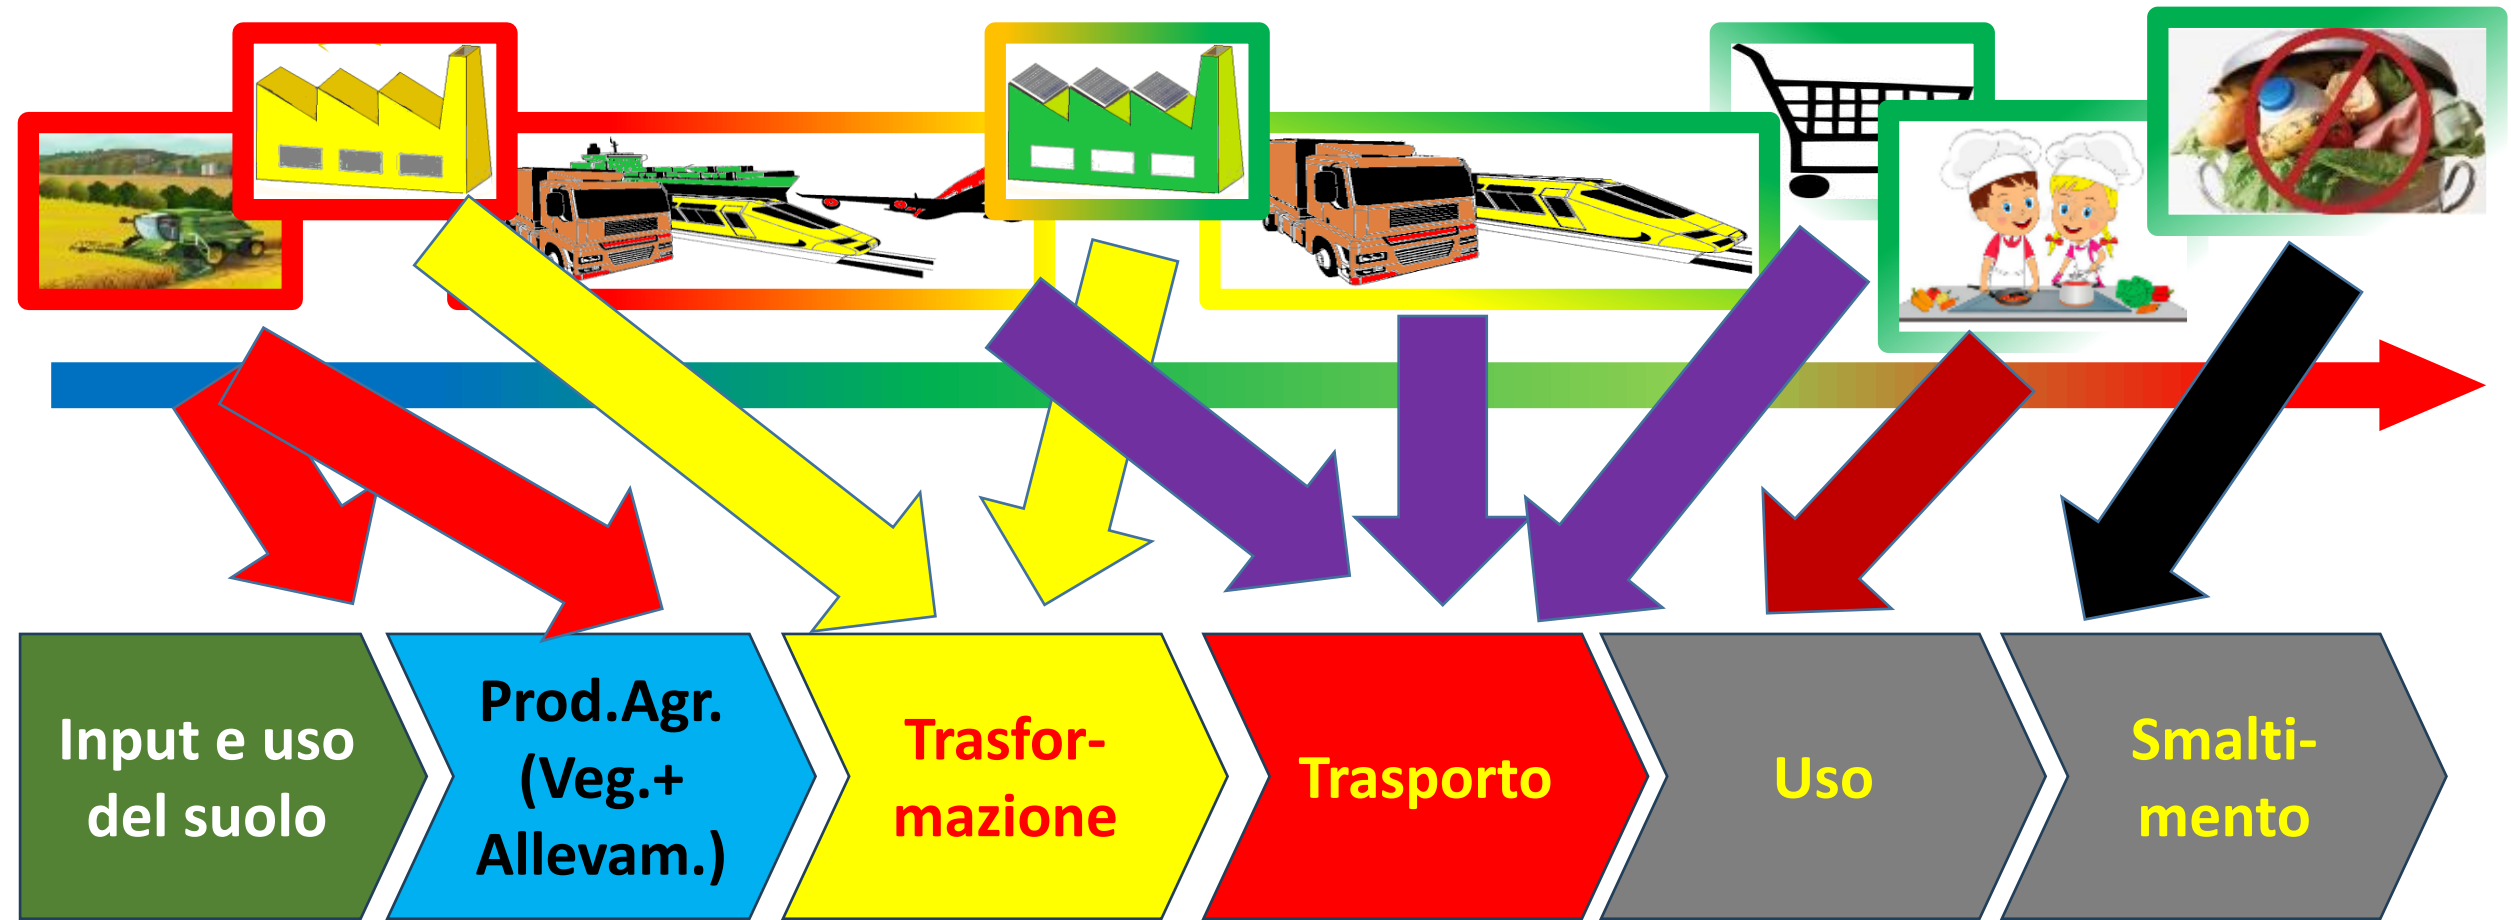 Input e uso
del suolo
Prod.Agr.
(Veg.+
Allevam.)
Trasfor-
mazione
Trasporto
Uso
Smalti-
mento